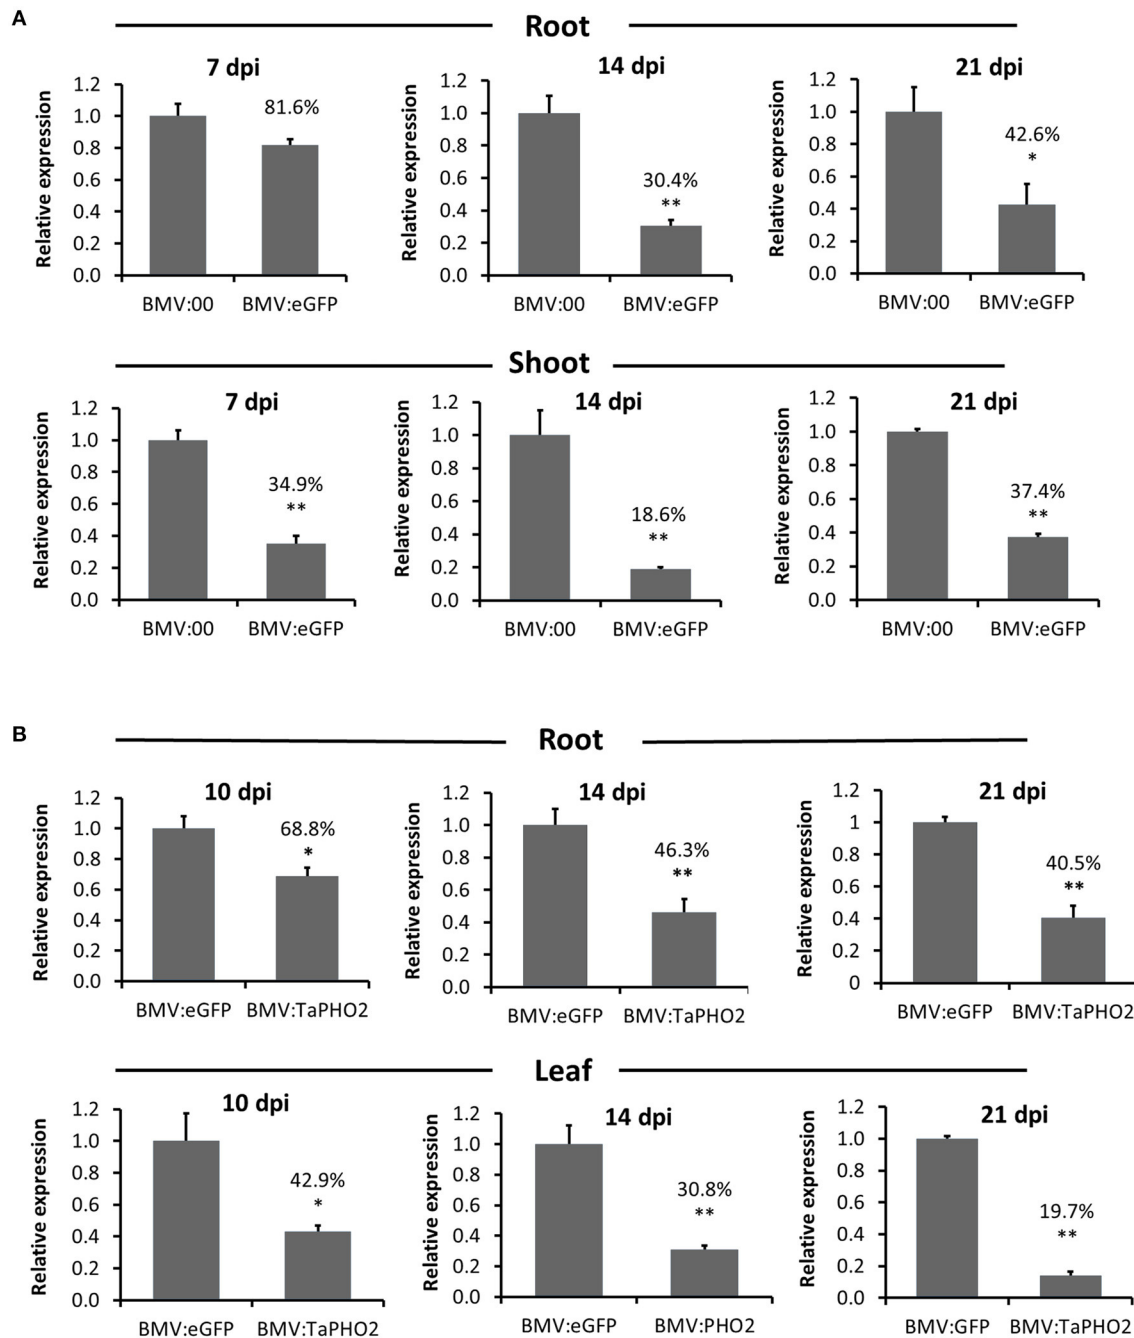 A
Root
7 dpi
14 dpi
21 dpi
Relative expression
1.2
1.0
0.8
0.6
0.4
0.2
0.0
81.6%
BMV:00 BMV:eGFP
Relative expression
1.2
1.0
0.8
0.6
0.4
0.2
0.0
30.4%
**
BMV:00 BMV:eGFP
Relative expression
1.2
1.0
0.8
0.6
0.4
0.2
0.0
42.6%
*
BMV:00 BMV:eGFP
Shoot
7 dpi
14 dpi
21 dpi
Relative expression
1.2
1.0
0.8
0.6
0.4
0.2
0.0
34.9%
**
BMV:00 BMV:eGFP
Relative expression
1.2
1.0
0.8
0.6
0.4
0.2
0.0
18.6%
**
BMV:00 BMV:eGFP
Relative expression
1.2
1.0
0.8
0.6
0.4
0.2
0.0
37.4%
**
BMV:00 BMV:eGFP
B
Root
10 dpi
14 dpi
21 dpi
Relative expression
1.2
1.0
0.8
0.6
0.4
0.2
0.0
68.8%
*
BMV:eGFP BMV:TaPHO2
Relative expression
1.2
1.0
0.8
0.6
0.4
0.2
0.0
46.3%
**
BMV:eGFP BMV:TaPHO2
Relative expression
1.2
1
0.8
0.6
0.4
0.2
0
40.5%
**
BMV:eGFP BMV:TaPHO2
Leaf
10 dpi
14 dpi
21 dpi
Relative expression
1.2
1.0
0.8
0.6
0.4
0.2
0.0
42.9%
*
BMV:eGFP BMV:TaPHO2
Relative expression
1.2
1.0
0.8
0.6
0.4
0.2
0.0
30.8%
**
BMV:eGFP BMV:PHO2
Relative expression
1.2
1.0
0.8
0.6
0.4
0.2
0.0
19.7%
**
BMV:GFP BMV:TaPHO2